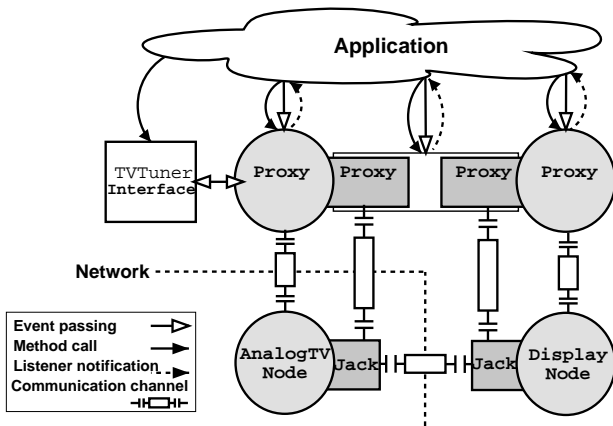 Application
TVTuner
Interface
Proxy
Proxy
Proxy
Proxy
Network
Event passing
Method call
Listener notification
Communication channel
AnalogTV
Node
Jack
Jack
Display
Node